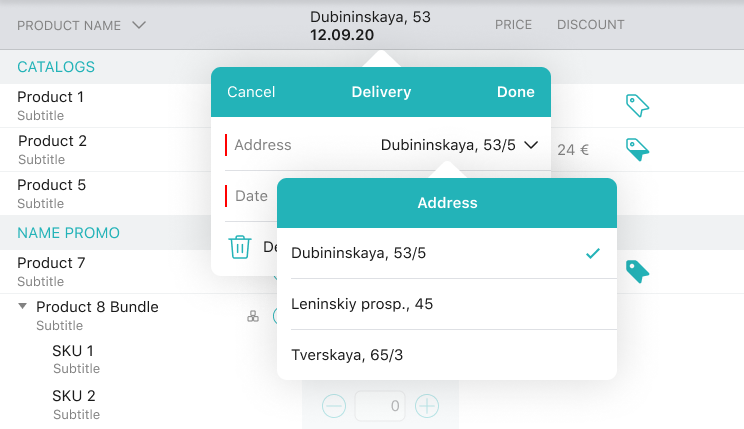 PRODUCT NAME
Dubininskaya, 53
12.09.20
PRICE
DISCOUNT
CATALOGS
Cancel
Delivery
Done
Product 1
Subtitle
Address
Dubininskaya, 53/5
Product 2
Subtitle
24 €
Product 5
Subtitle
Date
Address
NAME PROMO
De
Dubininskaya, 53/5
Product 7
Subtitle
Leninskiy prosp., 45
Product 8 Bundle
Subtitle
SKU 1
Subtitle
Tverskaya, 65/3
SKU 2
Subtitle
0